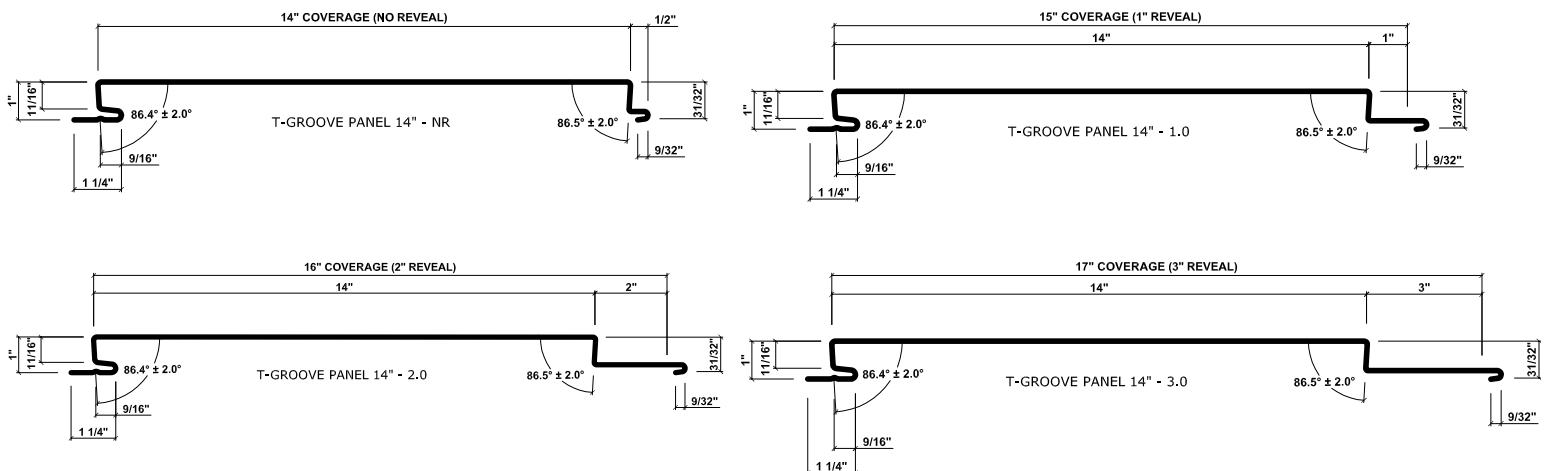 14" COVERAGE (NO REVEAL)
1/2"
1"
11/16"
86.4° ± 2.0°
T-GROOVE PANEL 14" - NR
86.5° ± 2.0°
31/32"
9/16"
9/32"
1 1/4"
15" COVERAGE (1" REVEAL)
14"
1"
1"
11/16"
86.4° ± 2.0°
T-GROOVE PANEL 14" - 1.0
86.5° ± 2.0°
31/32"
9/16"
9/32"
1 1/4"
16" COVERAGE (2" REVEAL)
14"
2"
1"
11/16"
86.4° ± 2.0°
T-GROOVE PANEL 14" - 2.0
86.5° ± 2.0°
31/32"
9/16"
9/32"
1 1/4"
17" COVERAGE (3" REVEAL)
14"
3"
1"
11/16"
86.4° ± 2.0°
T-GROOVE PANEL 14" - 3.0
86.5° ± 2.0°
31/32"
9/16"
9/32"
1 1/4"